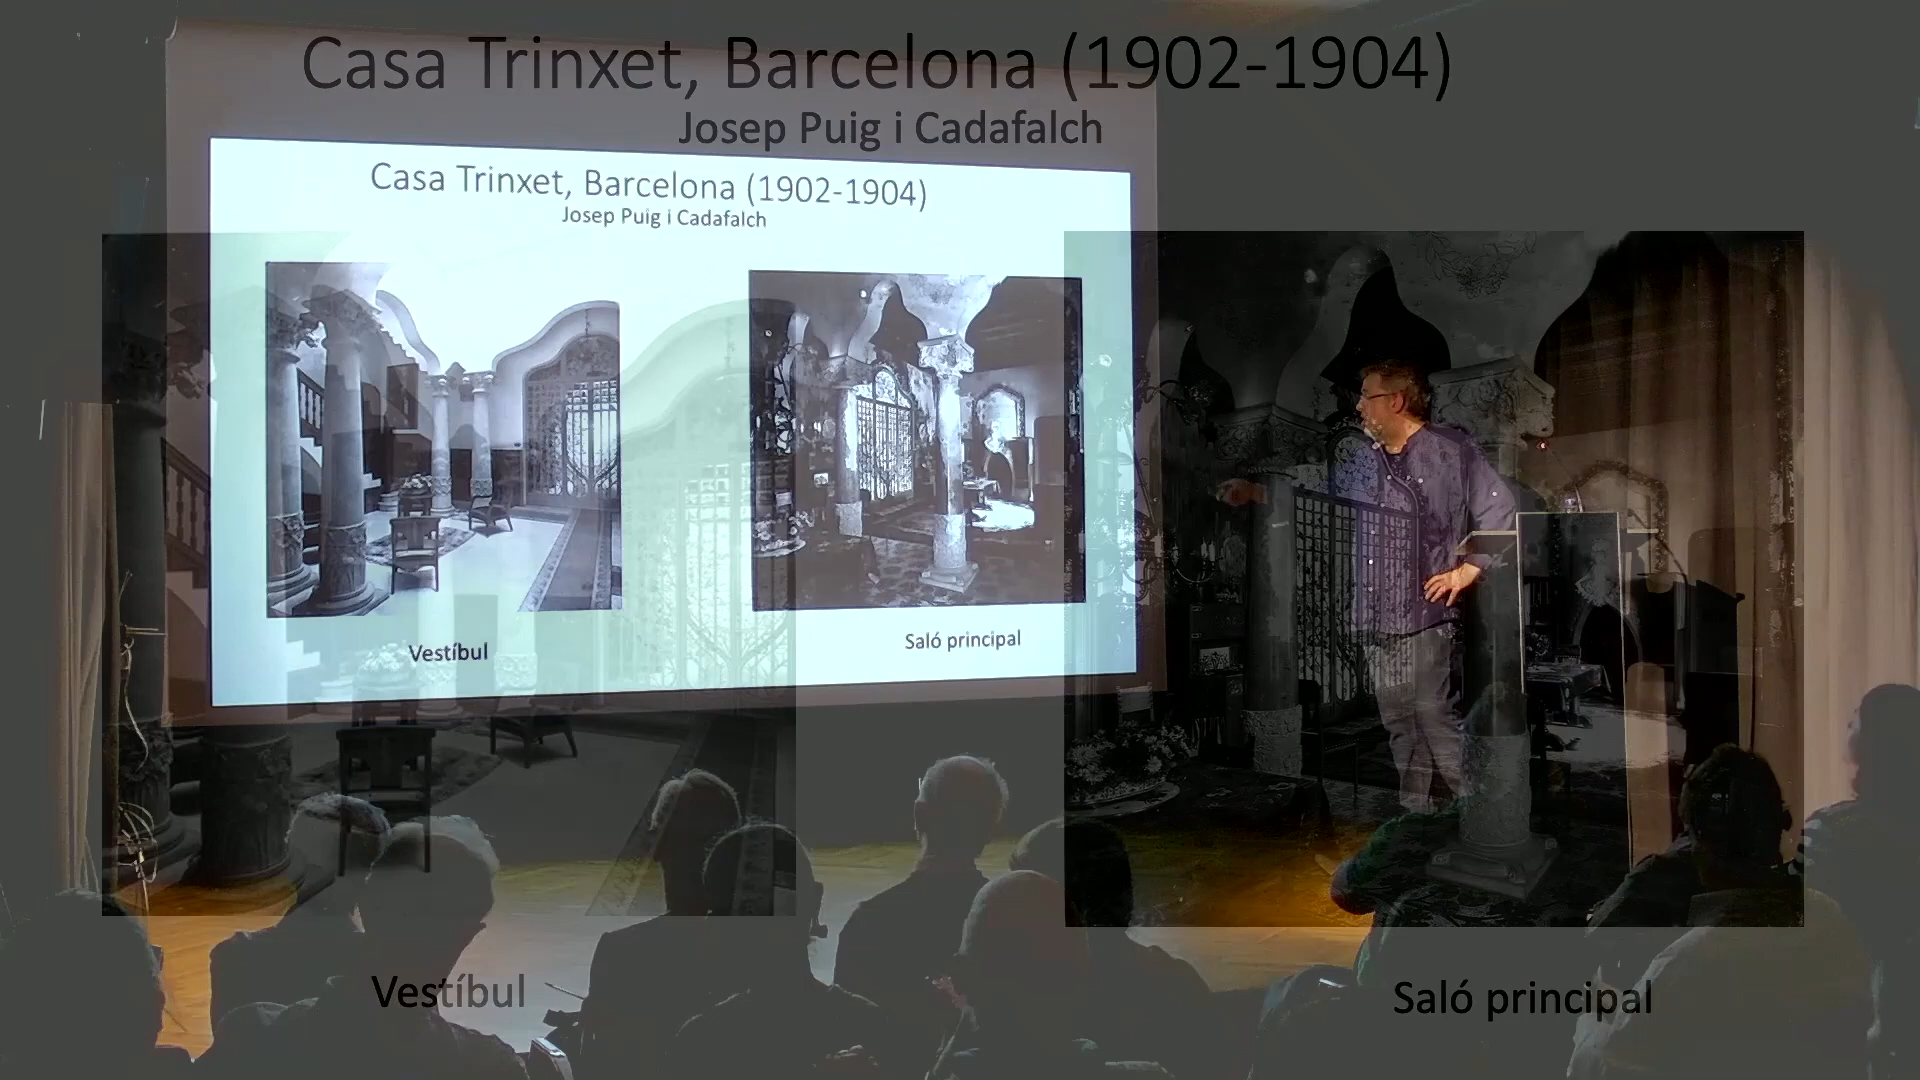 Casa Trinxet, Barcelona (1902-1904)
Josep Puig i Cadafalch
Casa Trinxet, Barcelona (1902-1904)
Josep Puig i Cadafalch
Vestíbul
Saló principal
Vestíbul
Saló principal